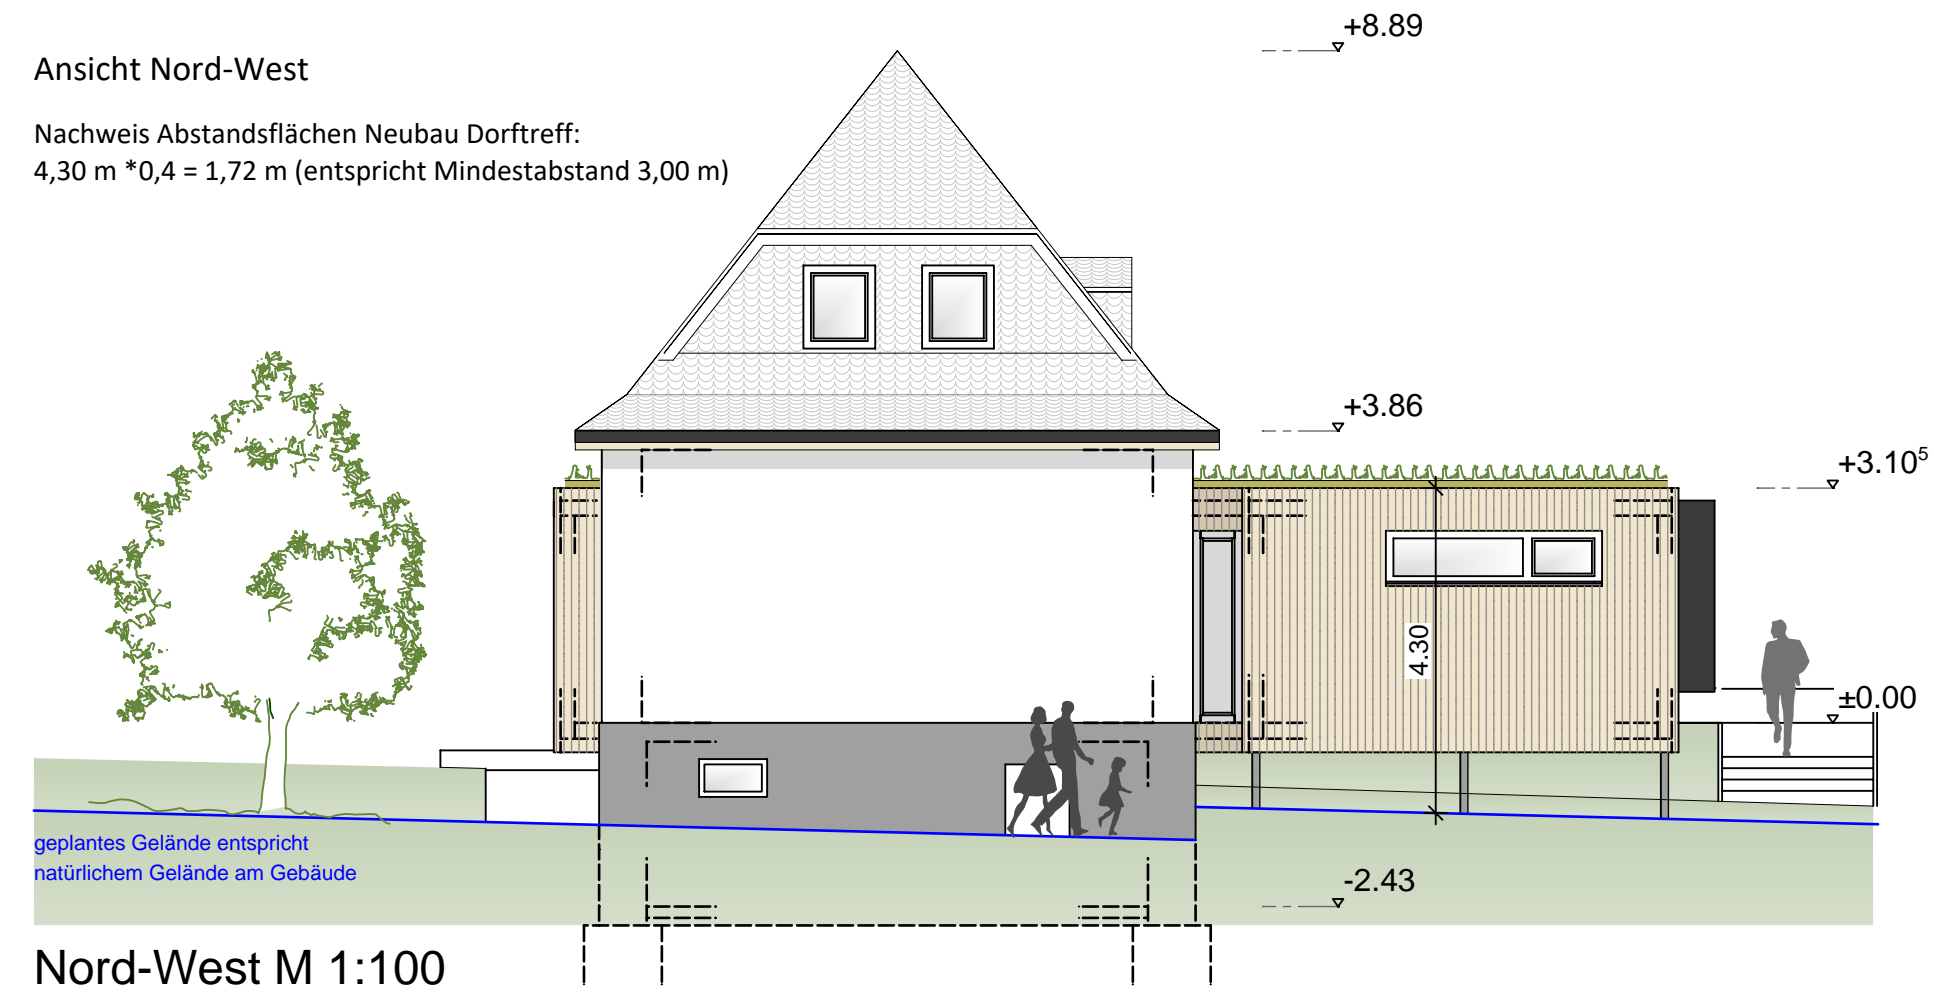 Ansicht Nord-West
Nachweis Abstandsflächen Neubau Dorftreff:
4,30 m *0,4 = 1,72 m (entspricht Mindestabstand 3,00 m)
+8.89
+3.86
+3.10⁵
4.30
±0.00
geplantes Gelände entspricht
natürlichem Gelände am Gebäude
-2.43
Nord-West M 1:100